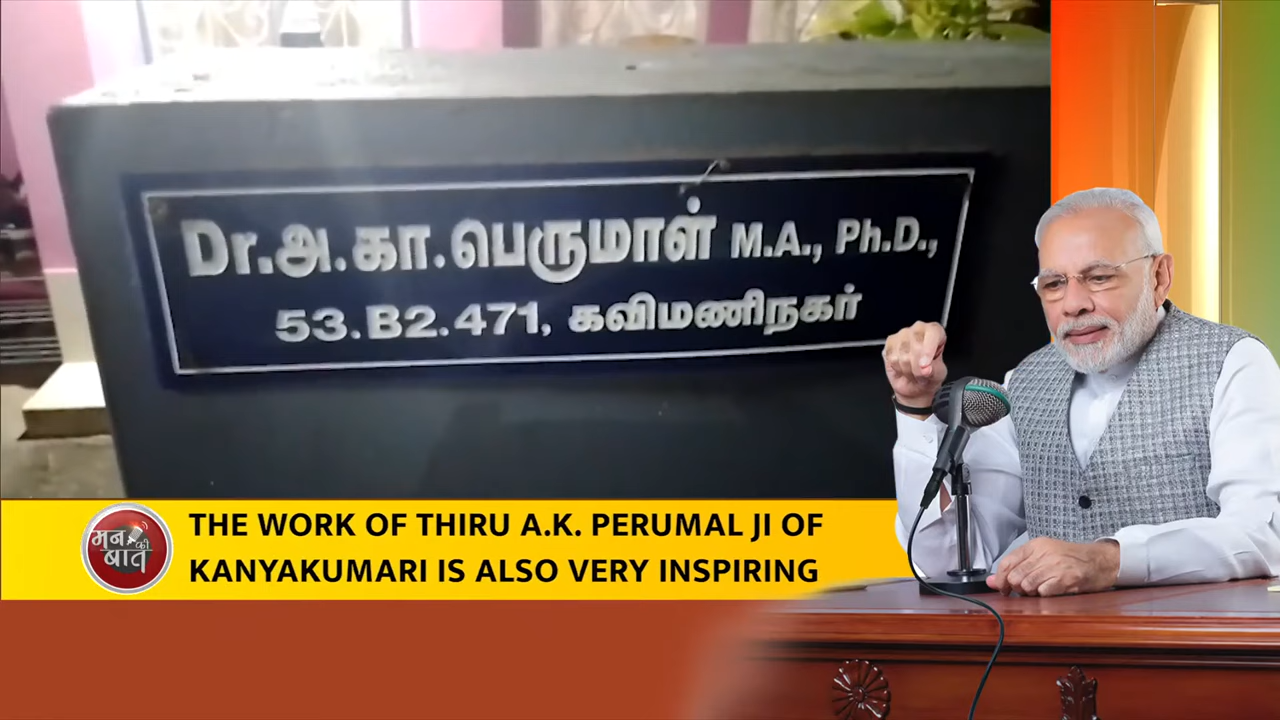 Dr.அ.கா.பெருமாள் M.A., Ph.D.,
53.B2.471, கவிமணிநகர்
मन की बात
THE WORK OF THIRU A.K. PERUMAL JI OF
KANYAKUMARI IS ALSO VERY INSPIRING